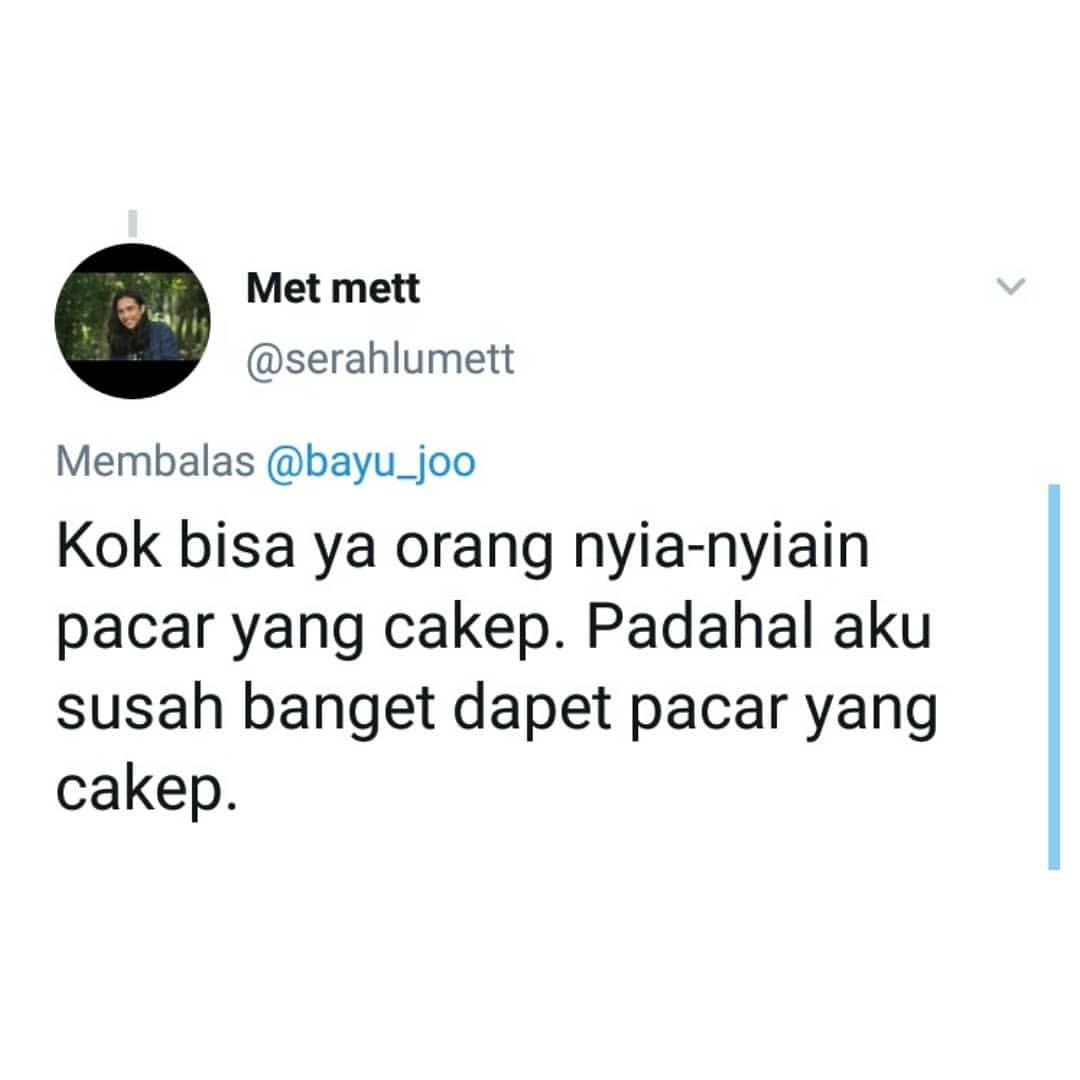 Met mett
@serahlumett
Membalas @bayu_joo
Kok bisa ya orang nyia-nyiain
pacar yang cakep. Padahal aku
susah banget dapet pacar yang
cakep.